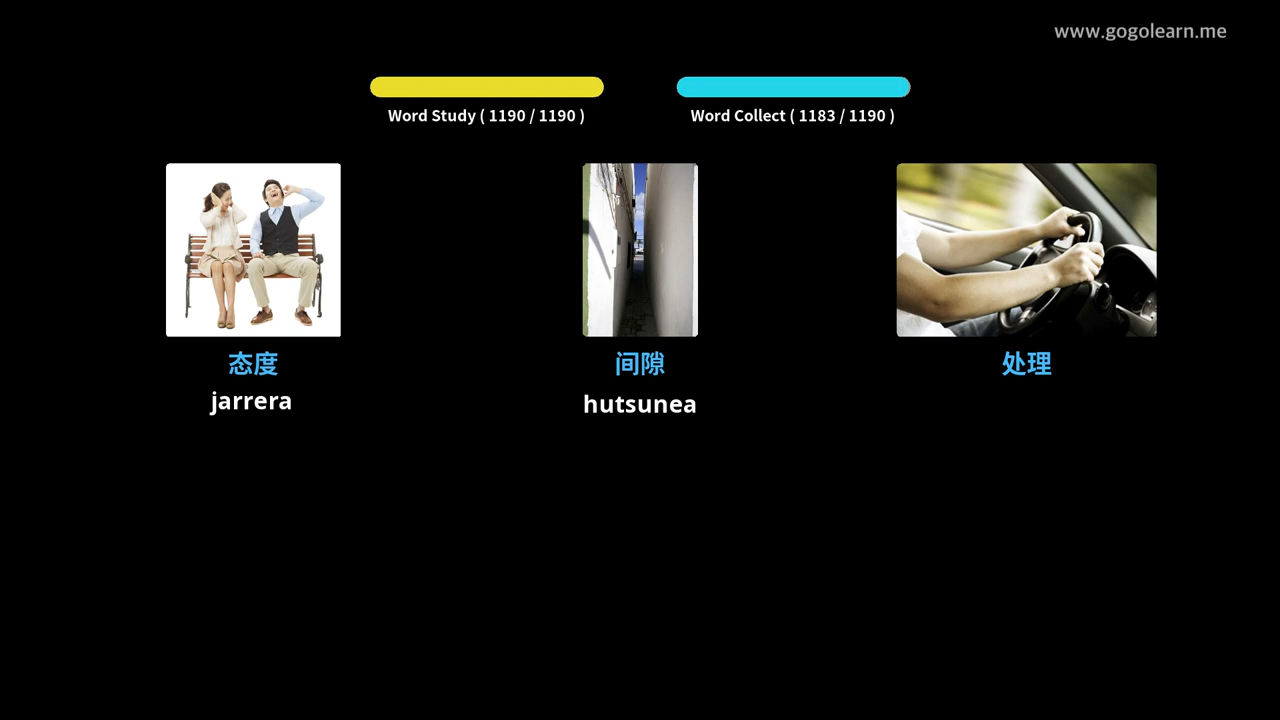 www.gogolearn.me
Word Study ( 1190 / 1190 )
Word Collect ( 1183 / 1190 )
态度
间隙
处理
jarrera
hutsunea